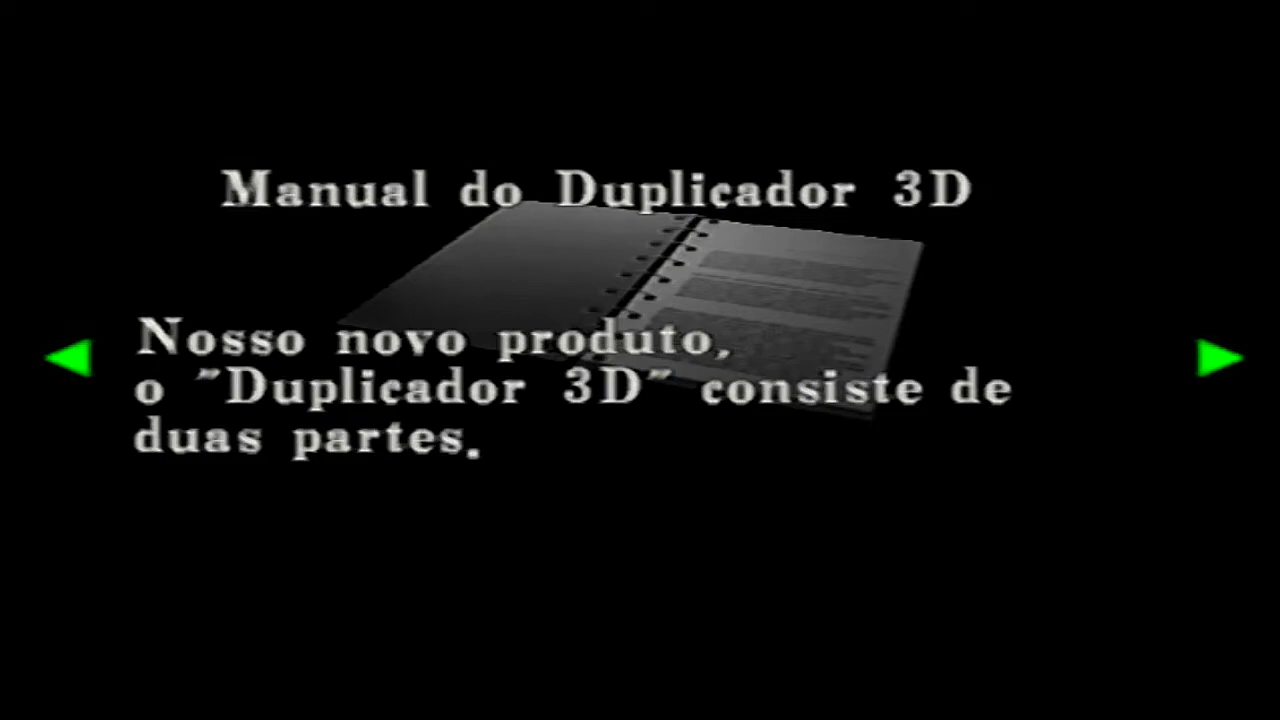 Manual do Duplicador 3D
Nosso novo produto,
o "Duplicador 3D" consiste de
duas partes.